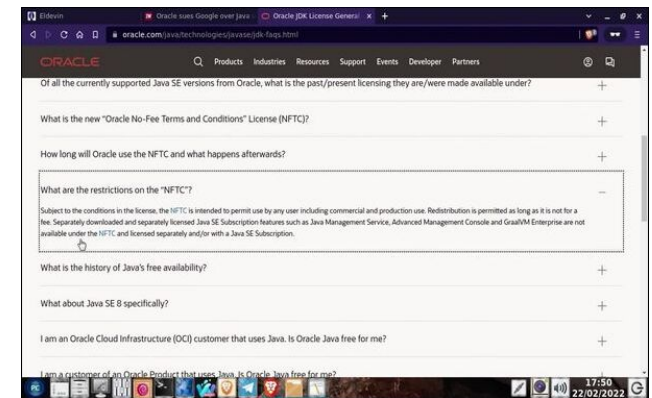 Eldevin
Oracle sues Google over Java
Oracle JDK License General
oracle.com/java/technologies/javase/jdk-faqs.html
ORACLE
Products Industries Resources Support Events Developer Partners
Of all the currently supported Java SE versions from Oracle, what is the past/present licensing they are/were made available under?
What is the new "Oracle No-Fee Terms and Conditions" License (NFTC)?
How long will Oracle use the NFTC and what happens afterwards?
What are the restrictions on the "NFTC"?
Subject to the conditions in the license, the NFTC is intended to permit use by any user including commercial and production use. Redistribution is permitted as long as it is not for a
fee. Separately downloaded and separately licensed Java SE Subscription features such as Java Management Service, Advanced Management Console and GraalVM Enterprise are not
available under the NFTC and licensed separately and/or with a Java SE Subscription.
What is the history of Java's free availability?
What about Java SE 8 specifically?
I am an Oracle Cloud Infrastructure (OCI) customer that uses Java. Is Oracle Java free for me?
I am a customer of an Oracle Product that uses Java. Is Oracle Java free for me?
17:50
22/02/2022